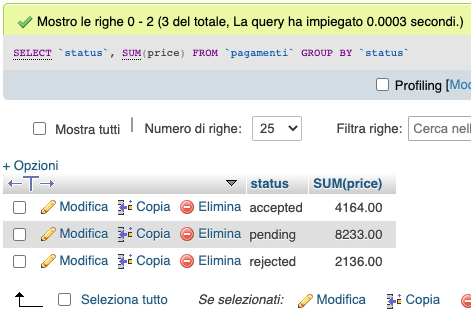 Mostro le righe 0 - 2 (3 del totale, La query ha impiegato 0.0003 secondi.)
SELECT `status`, SUM(price) FROM `pagamenti` GROUP BY `status`
Profiling [
Mostra tutti Numero di righe: 25 Filtra righe: Cerca nella
+ Opzioni
status SUM(price)
Modifica Copia Elimina accepted 4164.00
Modifica Copia Elimina pending 8233.00
Modifica Copia Elimina rejected 2136.00
Seleziona tutto Se selezionati: Modifica Copia